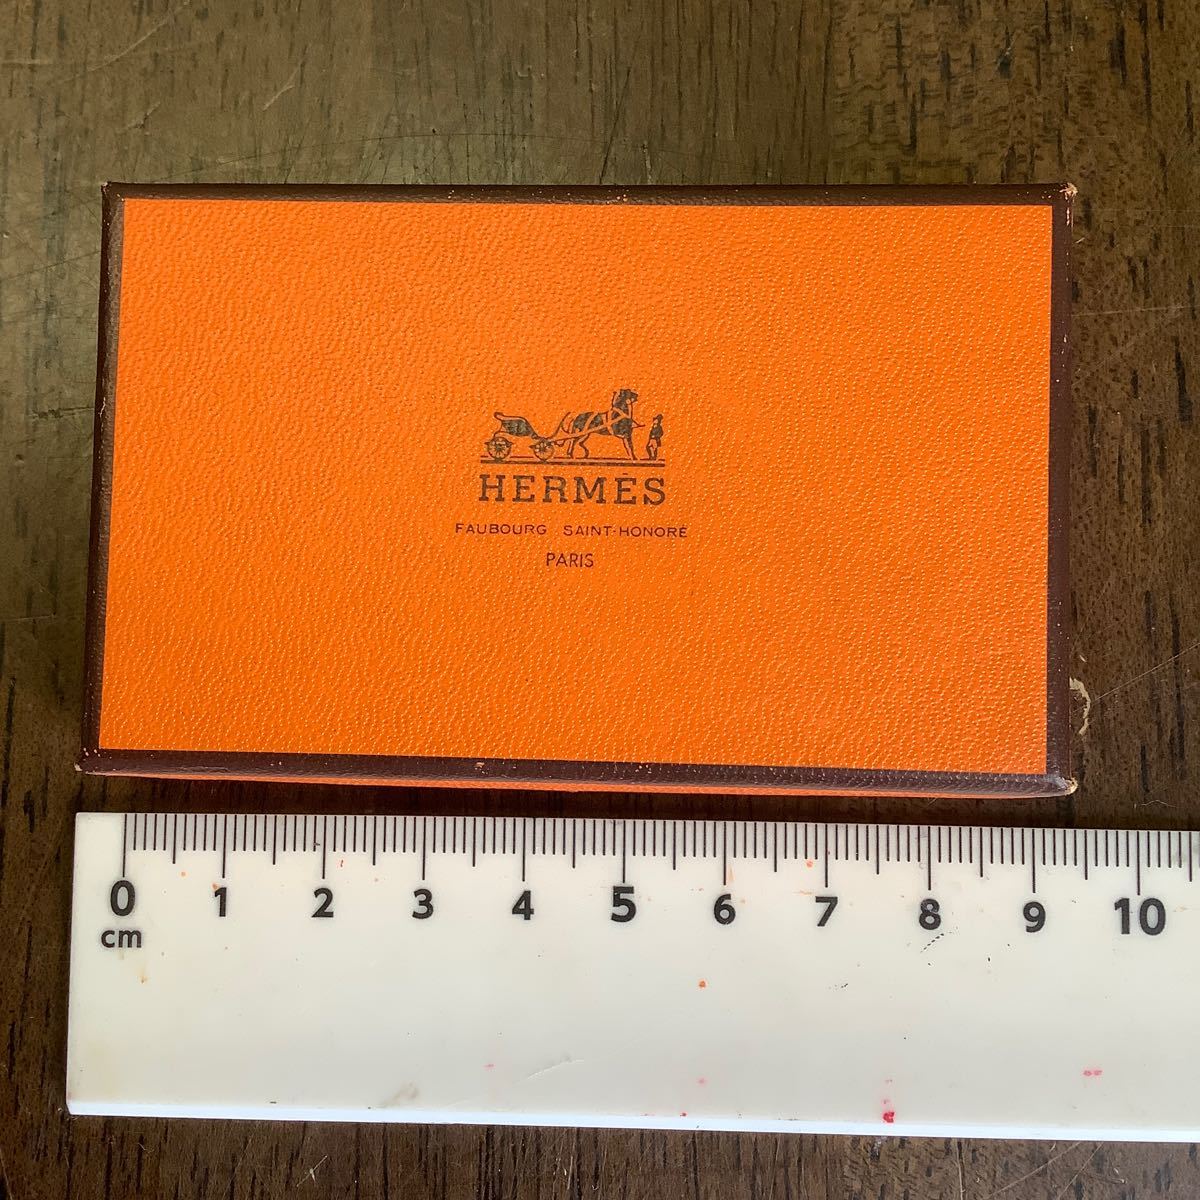 HERMÈS
FAUBOURG SAINT-HONORÉ
PARIS
0 1 2 3 4 5 6 7 8 9 10
cm